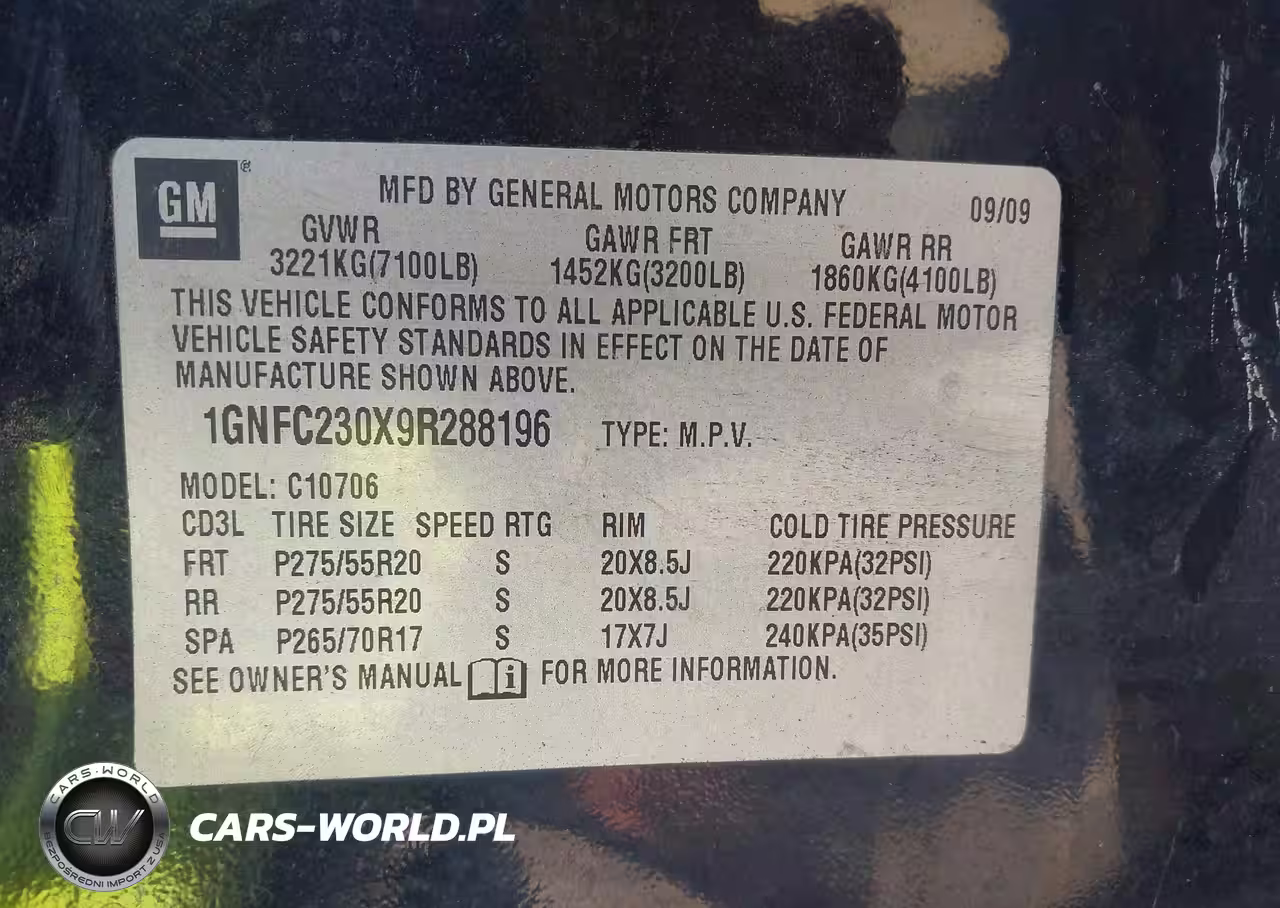 GM®
MFD BY GENERAL MOTORS COMPANY 09/09
GVWR GAWR FRT GAWR RR
3221KG(7100LB) 1452KG(3200LB) 1860KG(4100LB)
THIS VEHICLE CONFORMS TO ALL APPLICABLE U.S. FEDERAL MOTOR
VEHICLE SAFETY STANDARDS IN EFFECT ON THE DATE OF
MANUFACTURE SHOWN ABOVE.
1GNFC230X9R288196 TYPE: M.P.V.
MODEL: C10706
CD3L TIRE SIZE SPEED RTG RIM COLD TIRE PRESSURE
FRT P275/55R20 S 20X8.5J 220KPA(32PSI)
RR P275/55R20 S 20X8.5J 220KPA(32PSI)
SPA P265/70R17 S 17X7J 240KPA(35PSI)
SEE OWNER'S MANUAL i FOR MORE INFORMATION.
CARS-WORLD
CW
BEZPOŚREDNI IMPORT Z USA
CARS-WORLD.PL